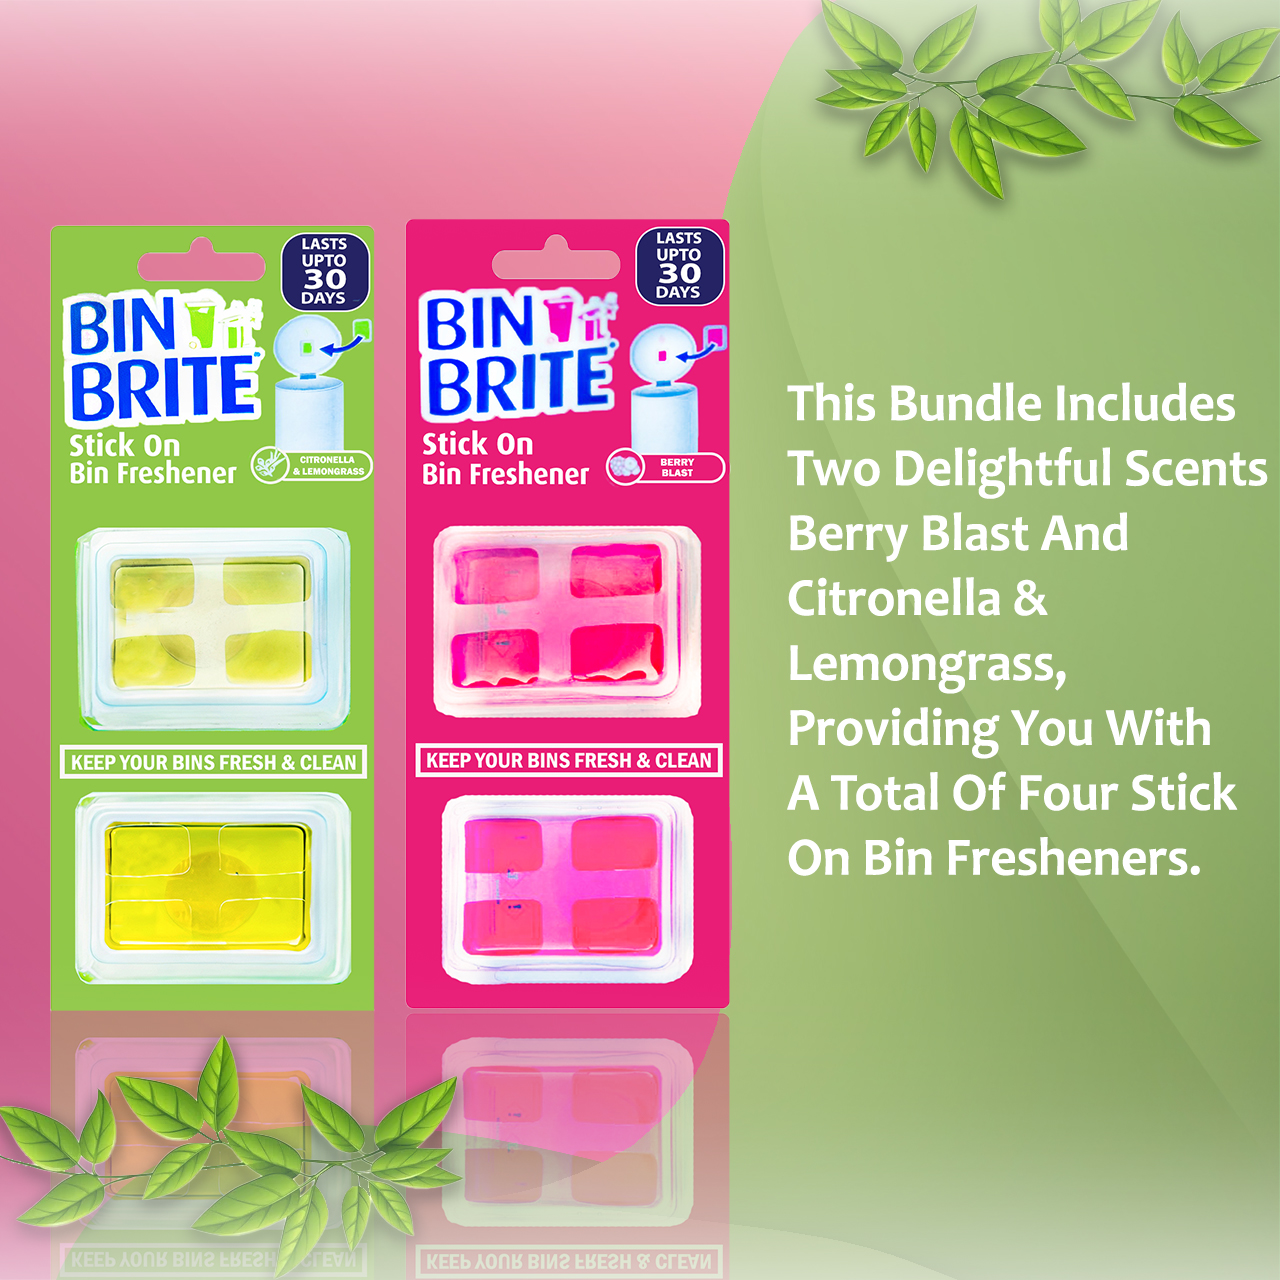 LASTS
UPTO
30
DAYS
BIN
BRITE
Stick On
Bin Freshener
CITRONELLA
& LEMONGRASS
KEEP YOUR BINS FRESH & CLEAN
LASTS
UPTO
30
DAYS
BIN
BRITE
Stick On
Bin Freshener
BERRY
BLAST
KEEP YOUR BINS FRESH & CLEAN
This Bundle Includes
Two Delightful Scents
Berry Blast And
Citronella &
Lemongrass,
Providing You With
A Total Of Four Stick
On Bin Fresheners.